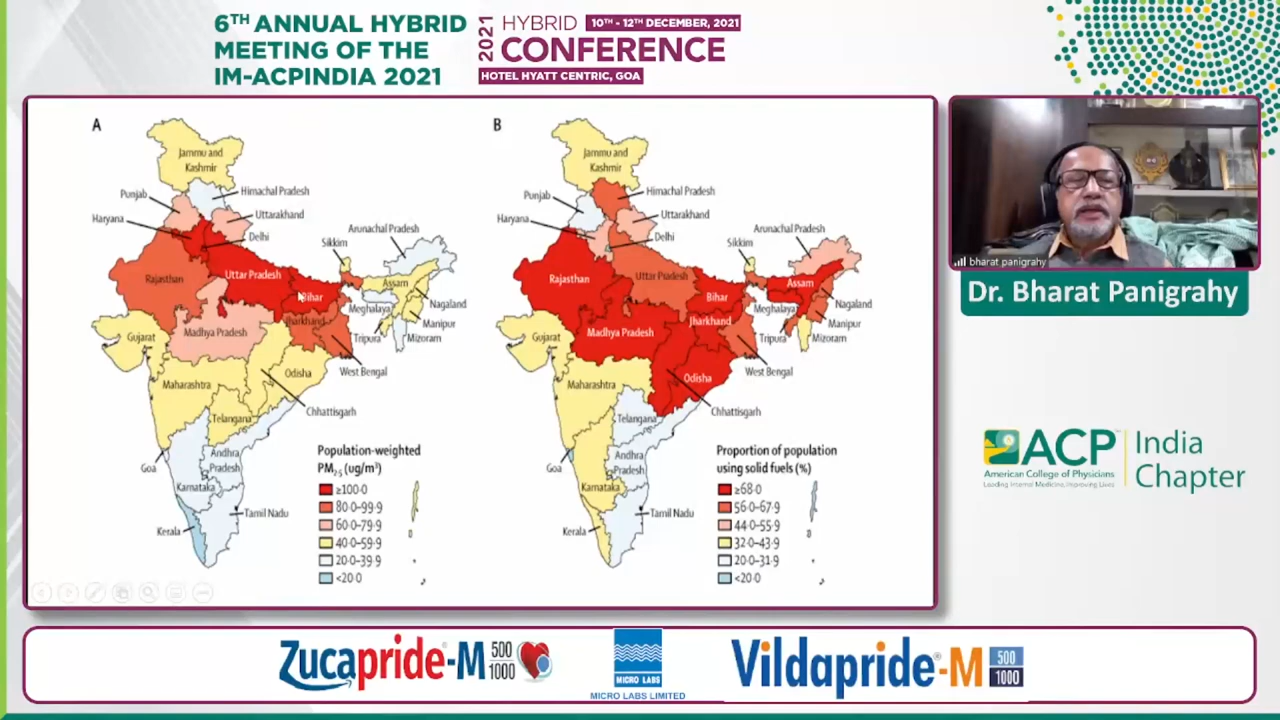 6TH ANNUAL HYBRID
MEETING OF THE
IM-ACPINDIA 2021
2021
HYBRID 10TH - 12TH DECEMBER, 2021
CONFERENCE
HOTEL HYATT CENTRIC, GOA
A
Jammu and
Kashmir
Punjab
Himachal Pradesh
Haryana
Uttarakhand
Delhi
Arunachal Pradesh
Sikkim
Rajasthan
Uttar Pradesh
Assam
Bihar
Nagaland
Meghalaya
Jharkhand
Manipur
Gujarat
Madhya Pradesh
Tripura
Mizoram
West Bengal
Odisha
Maharashtra
Chhattisgarh
Telangana
Goa
Andhra
Pradesh
Karnataka
Tamil Nadu
Kerala
Population-weighted
PM2.5 (ug/m³)
≥100·0
80·0–99·9
60·0–79·9
40·0–59·9
20·0–39·9
<20·0
B
Jammu and
Kashmir
Punjab
Himachal Pradesh
Haryana
Uttarakhand
Delhi
Arunachal Pradesh
Sikkim
Rajasthan
Uttar Pradesh
Assam
Bihar
Nagaland
Meghalaya
Jharkhand
Manipur
Gujarat
Madhya Pradesh
Tripura
Mizoram
West Bengal
Odisha
Maharashtra
Chhattisgarh
Telangana
Goa
Andhra
Pradesh
Karnataka
Tamil Nadu
Kerala
Proportion of population
using solid fuels (%)
≥68·0
56·0–67·9
44·0–55·9
32·0–43·9
20·0–31·9
<20·0
bharat panigrahy
Dr. Bharat Panigrahy
ACP
American College of Physicians
Leading Internal Medicine, Improving Lives
India
Chapter
Zucapride®-M 500
1000
MICRO LABS
MICRO LABS LIMITED
Vildapride®-M 500
1000